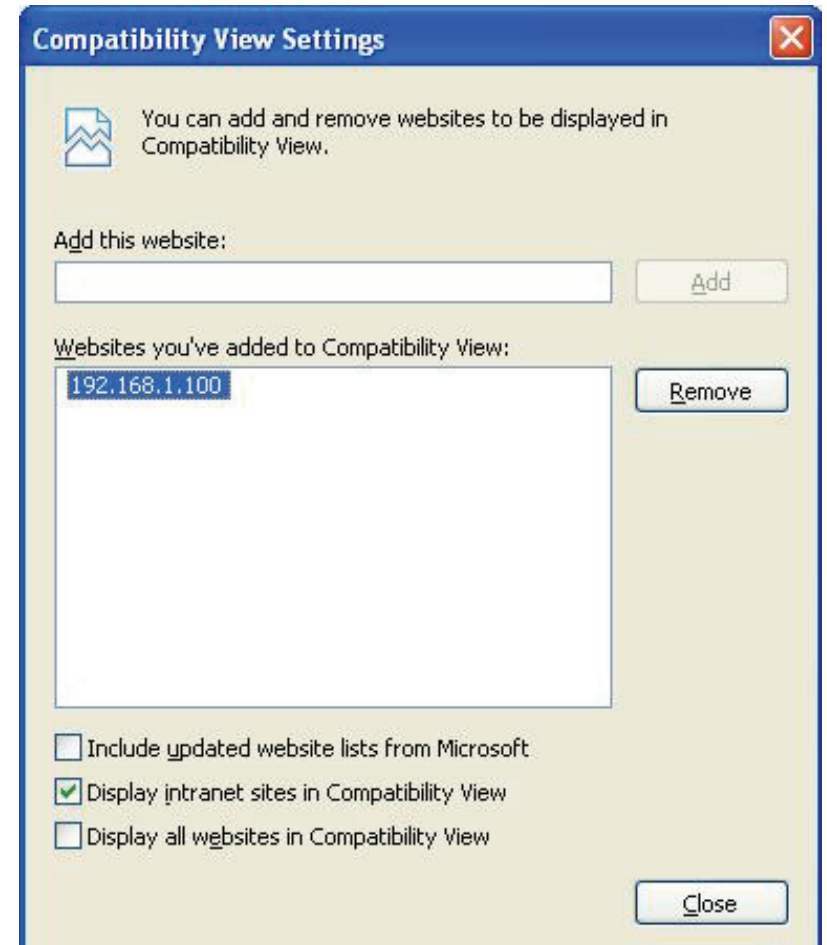 Compatibility View Settings
You can add and remove websites to be displayed in
Compatibility View.
Add this website:
Add
Websites you've added to Compatibility View:
192.168.1.100
Remove
Include updated website lists from Microsoft
Display intranet sites in Compatibility View
Display all websites in Compatibility View
Close